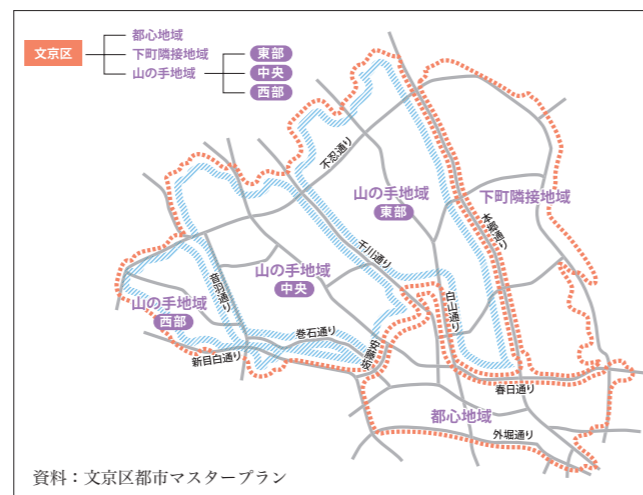 文京区
都心地域
下町隣接地域
山の手地域
東部
中央
西部
不忍通り
山の手地域
東部
下町隣接地域
本郷通り
千川通り
山の手地域
中央
音羽通り
白山通り
山の手地域
西部
巻石通り
安藤坂
新目白通り
春日通り
都心地域
外堀通り
資料：文京区都市マスタープラン